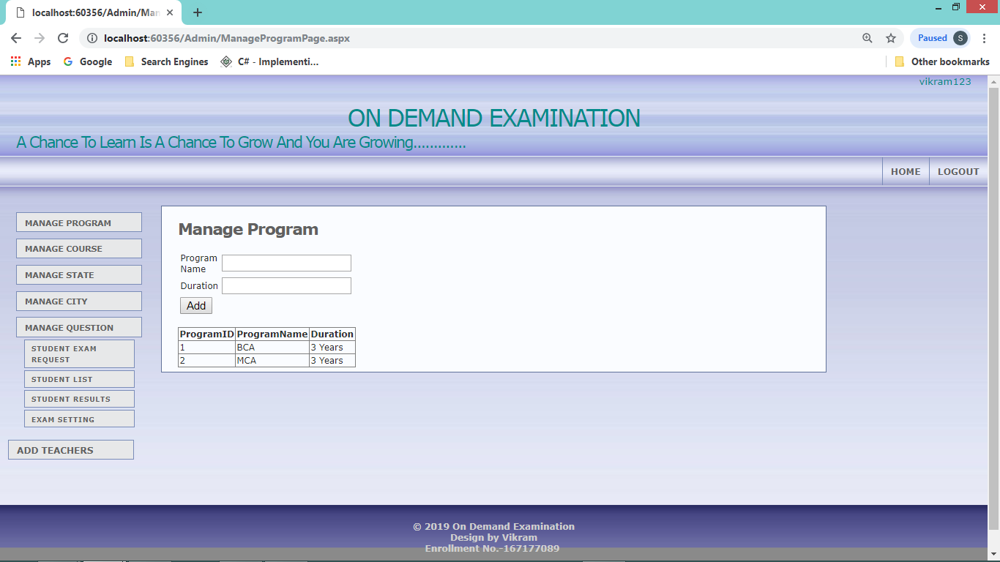 localhost:60356/Admin/Man
localhost:60356/Admin/ManageProgramPage.aspx
Paused S
Apps Google Search Engines C# - Implementi... Other bookmarks
vikram123
ON DEMAND EXAMINATION
A Chance To Learn Is A Chance To Grow And You Are Growing.............
HOME LOGOUT
MANAGE PROGRAM
MANAGE COURSE
MANAGE STATE
MANAGE CITY
MANAGE QUESTION
STUDENT EXAM
REQUEST
STUDENT LIST
STUDENT RESULTS
EXAM SETTING
ADD TEACHERS
Manage Program
Program
Name
Duration
Add
ProgramID ProgramName Duration
1 BCA 3 Years
2 MCA 3 Years
© 2019 On Demand Examination
Design by Vikram
Enrollment No.-167177089